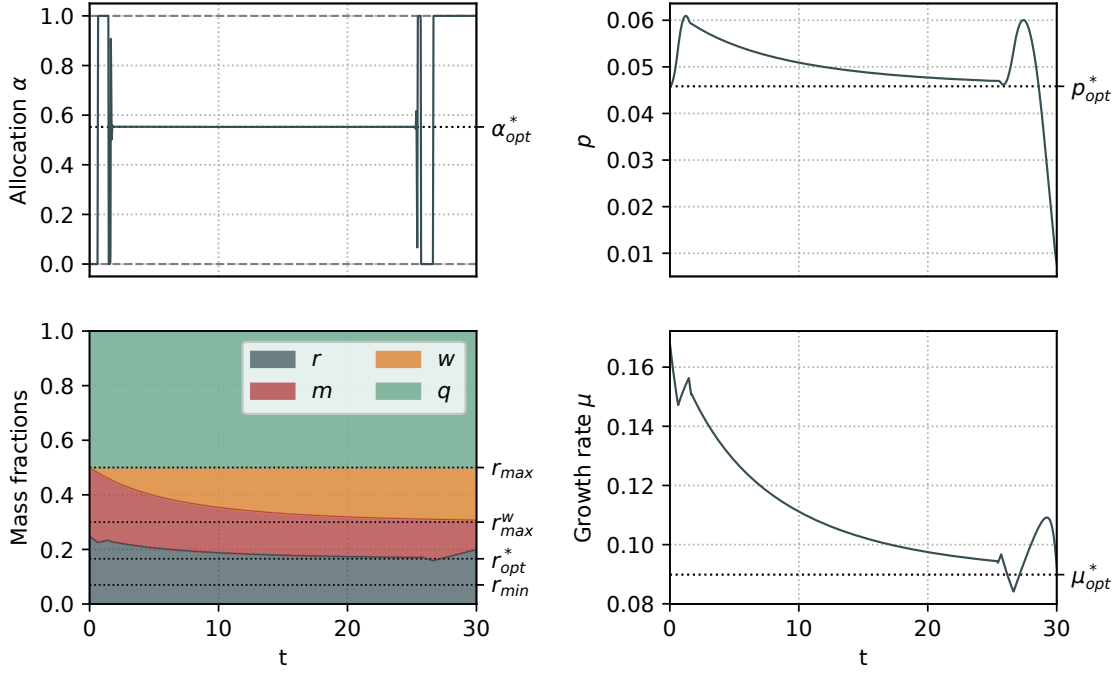 1.0
0.8
0.6
0.4
0.2
0.0
Allocation α
α*opt
0.06
0.05
0.04
0.03
0.02
0.01
p
p*opt
1.0
0.8
0.6
0.4
0.2
0.0
Mass fractions
r
m
w
q
rmax
rwmax
r*opt
rmin
0 10 20 30
t
0.16
0.14
0.12
0.10
0.08
Growth rate μ
μ*opt
0 10 20 30
t